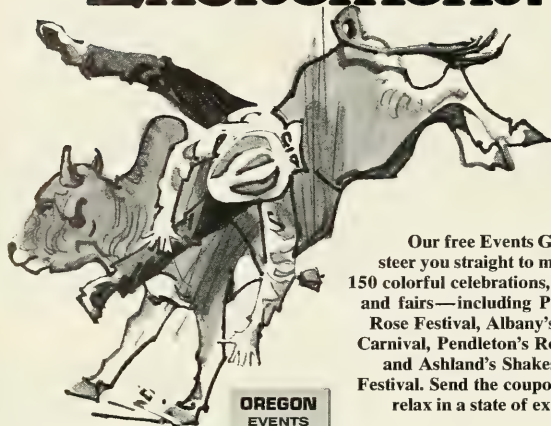 Our free Events G
steer you straight to m
150 colorful celebrations,
and fairs—including P
Rose Festival, Albany's
Carnival, Pendleton's Ro
and Ashland's Shakes
Festival. Send the coupo
relax in a state of ex
OREGON
EVENTS